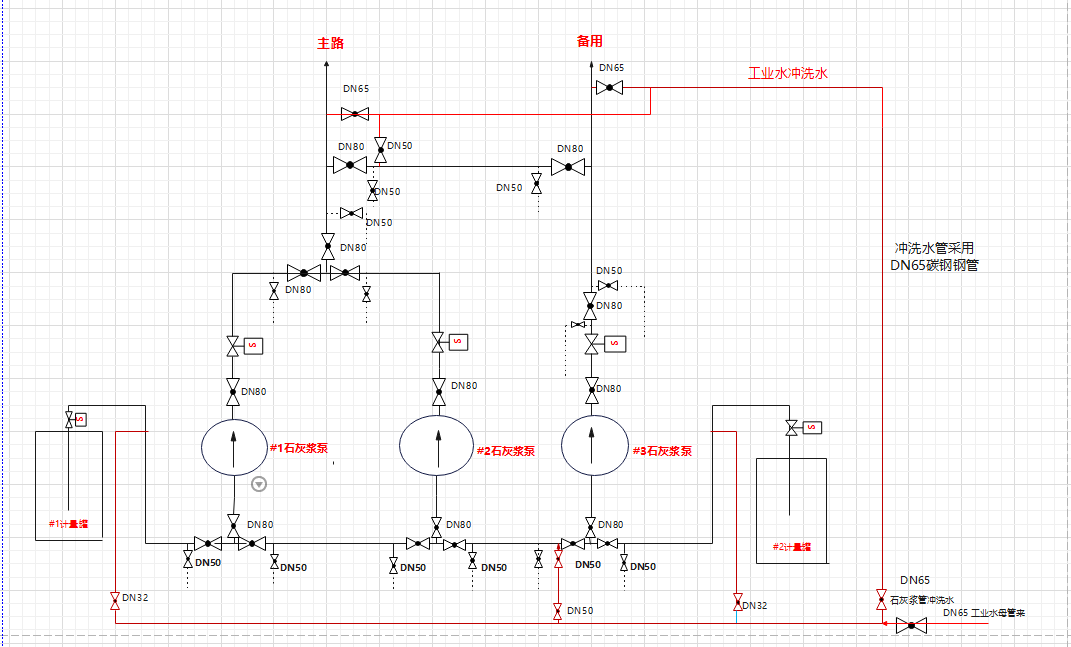 主路
备用
DN65
工业水冲洗水
DN65
DN80
DN50
DN80
DN50
DN50
DN50
DN80
冲洗水管采用
DN65碳钢钢管
DN50
DN80
DN80
S
S
S
DN80
DN80
DN80
S
S
#1石灰浆泵
#2石灰浆泵
#3石灰浆泵
#1计量罐
#2计量罐
DN80
DN80
DN80
DN50
DN50
DN50
DN50
DN50
DN50
DN65
DN32
DN32
石灰浆管冲洗水
DN50
DN65 工业水母管来